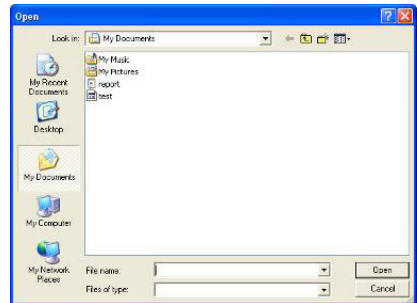 Open
Look in:
My Documents
My Music
My Pictures
report
test
My Recent
Documents
Desktop
My Documents
My Computer
My Network
Places
File name:
Open
Files of type:
Cancel